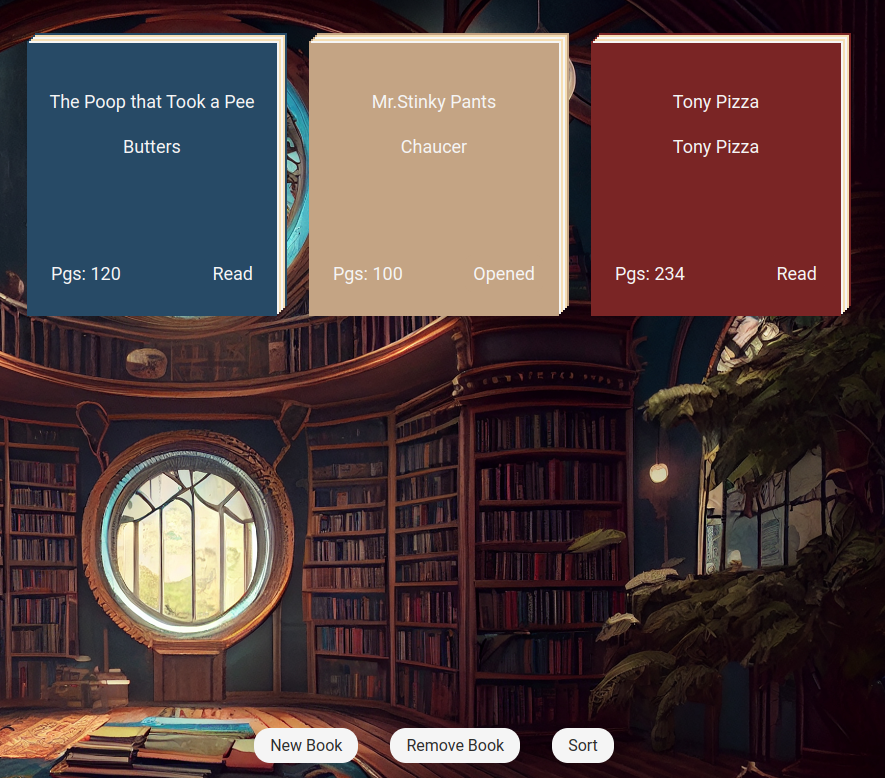 The Poop that Took a Pee
Butters
Pgs: 120 Read
Mr.Stinky Pants
Chaucer
Pgs: 100 Opened
Tony Pizza
Tony Pizza
Pgs: 234 Read
New Book
Remove Book
Sort